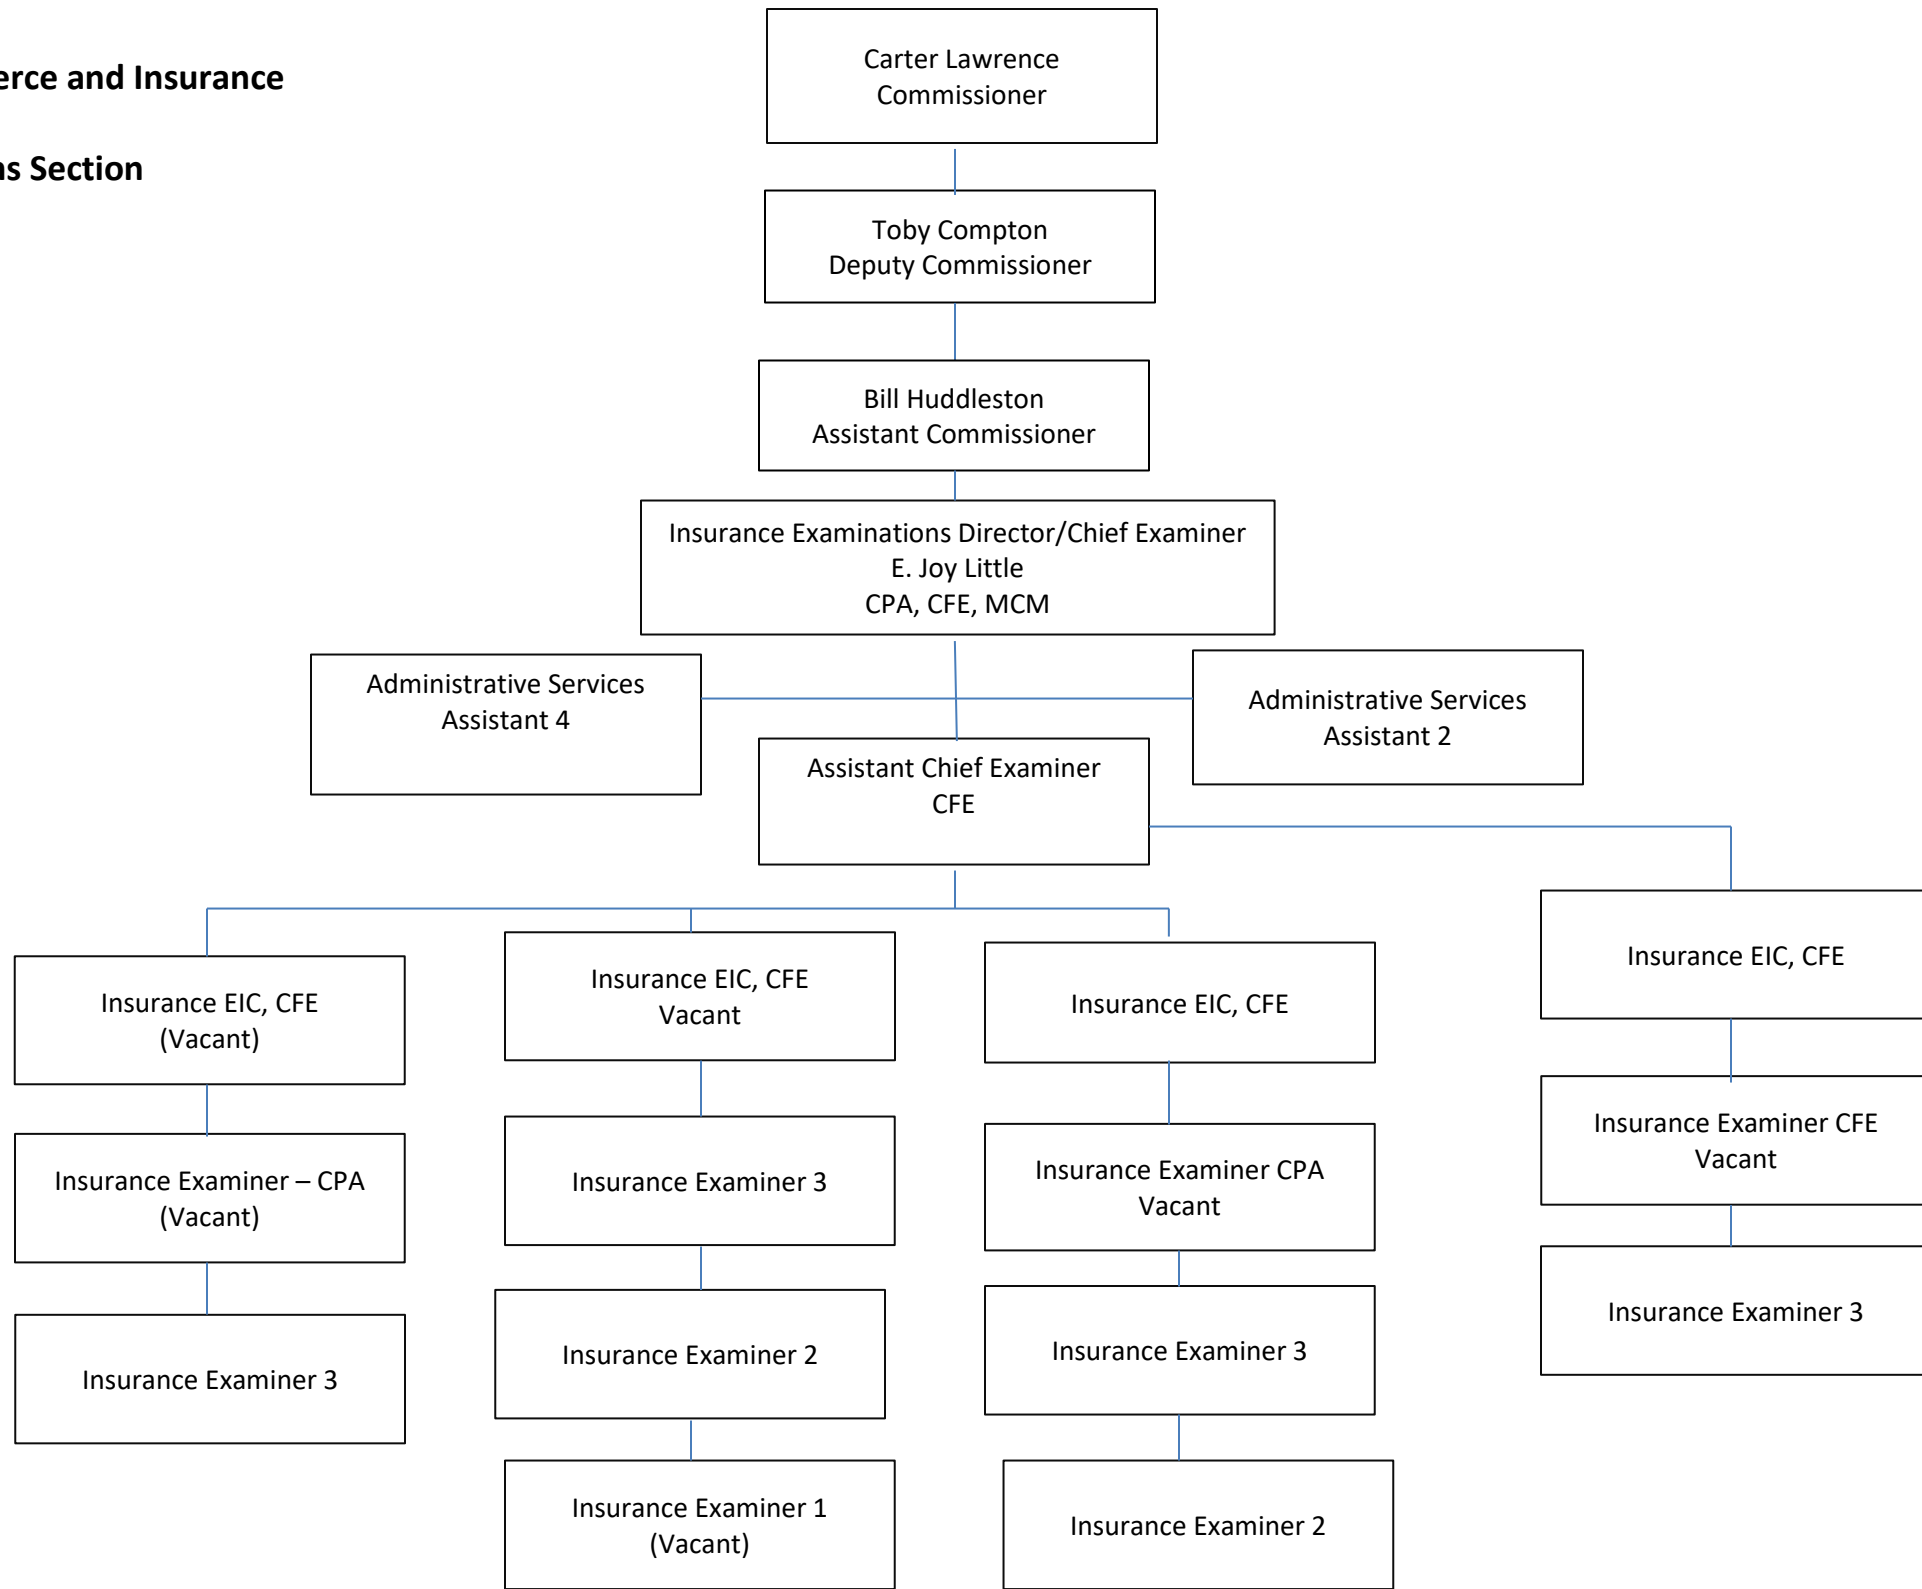 erce and Insurance
ns Section
Carter Lawrence
Commissioner
Toby Compton
Deputy Commissioner
Bill Huddleston
Assistant Commissioner
Insurance Examinations Director/Chief Examiner
E. Joy Little
CPA, CFE, MCM
Administrative Services
Assistant 4
Administrative Services
Assistant 2
Assistant Chief Examiner
CFE
Insurance EIC, CFE
(Vacant)
Insurance Examiner – CPA
(Vacant)
Insurance Examiner 3
Insurance EIC, CFE
Vacant
Insurance Examiner 3
Insurance Examiner 2
Insurance Examiner 1
(Vacant)
Insurance EIC, CFE
Insurance Examiner CPA
Vacant
Insurance Examiner 3
Insurance Examiner 2
Insurance EIC, CFE
Insurance Examiner CFE
Vacant
Insurance Examiner 3